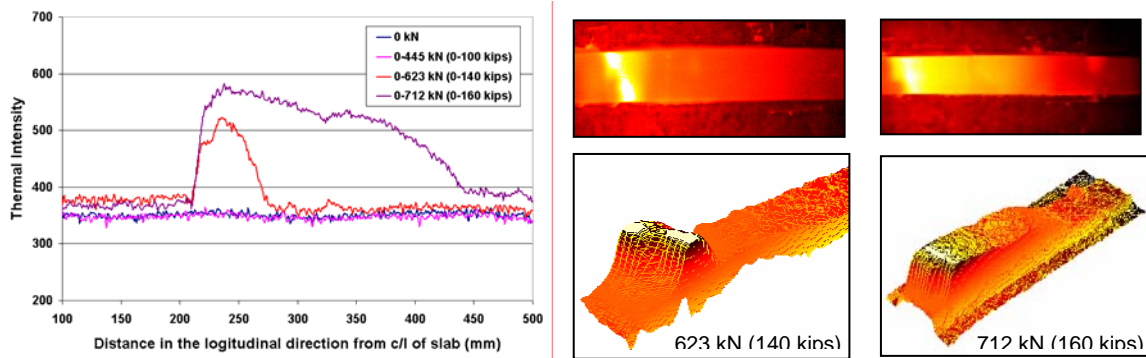 700
600
500
400
300
200
Thermal Intensity
0 kN
0-445 kN (0-100 kips)
0-623 kN (0-140 kips)
0-712 kN (0-160 kips)
100 150 200 250 300 350 400 450 500
Distance in the logitudinal direction from c/l of slab (mm)
623 kN (140 kips)
712 kN (160 kips)